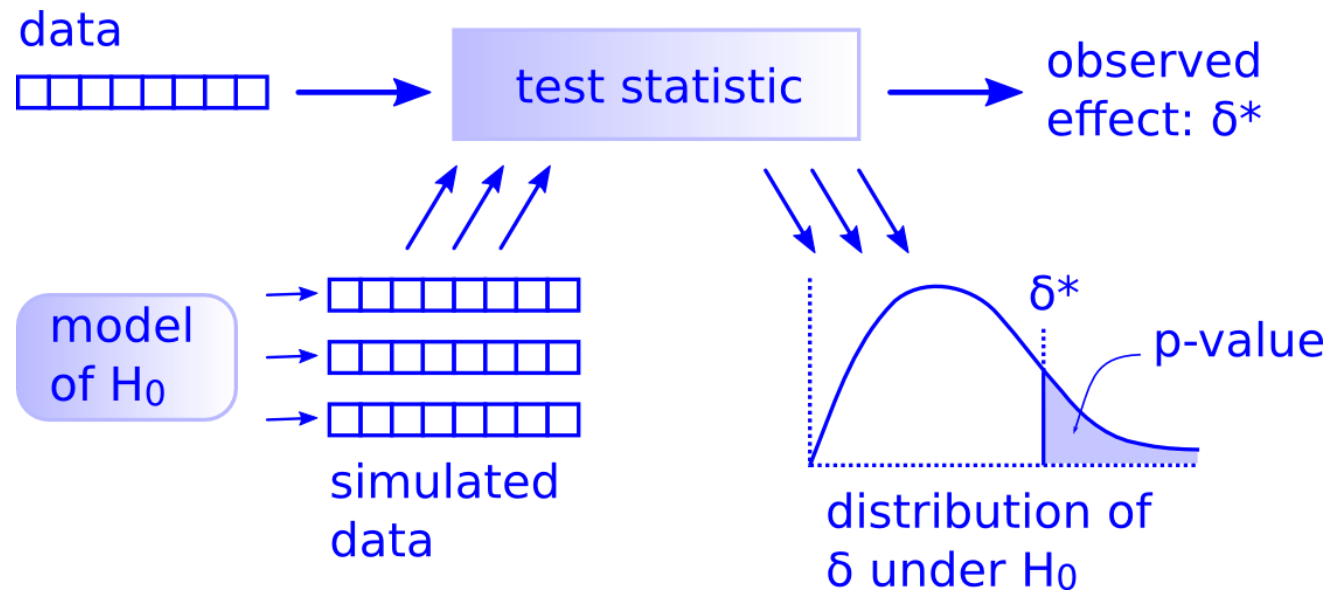 data
test statistic
observed
effect: δ*
model
of H₀
simulated
data
δ*
p-value
distribution of
δ under H₀